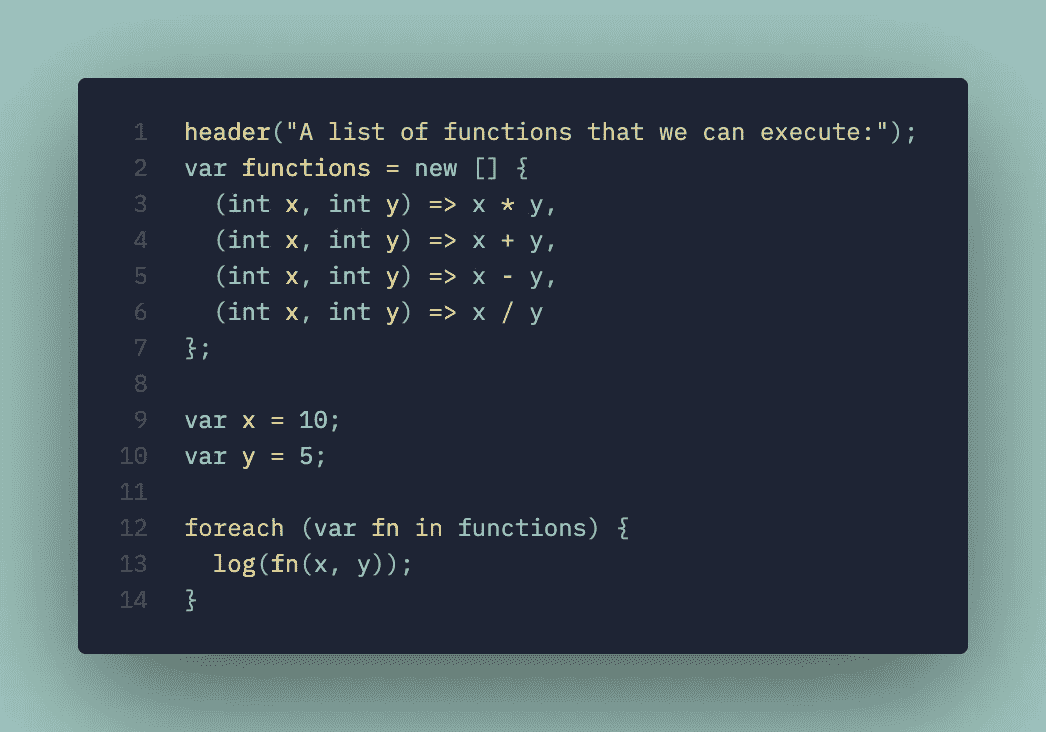 1 header("A list of functions that we can execute:");
2 var functions = new [] {
3   (int x, int y) => x * y,
4   (int x, int y) => x + y,
5   (int x, int y) => x - y,
6   (int x, int y) => x / y
7 };
8
9 var x = 10;
10 var y = 5;
11
12 foreach (var fn in functions) {
13   log(fn(x, y));
14 }